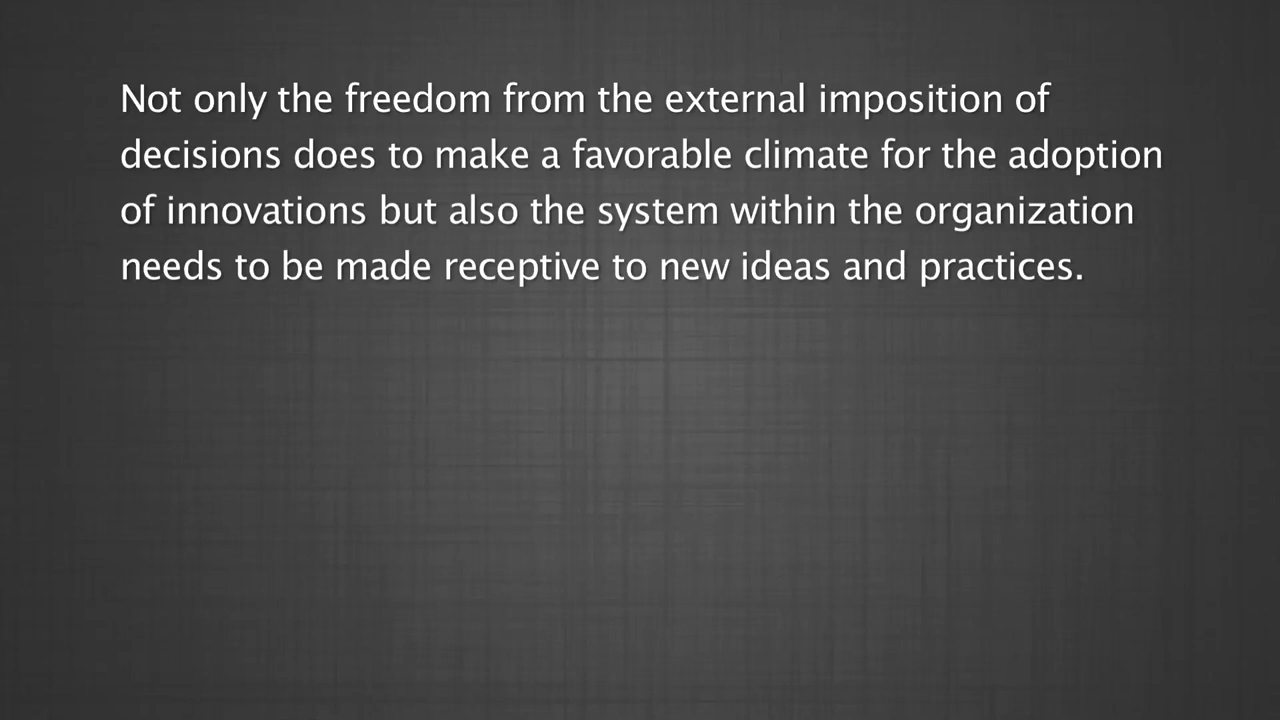 Not only the freedom from the external imposition of
decisions does to make a favorable climate for the adoption
of innovations but also the system within the organization
needs to be made receptive to new ideas and practices.